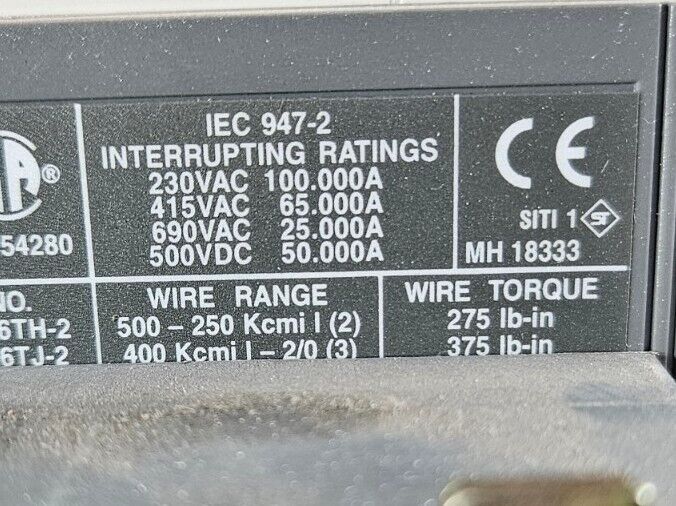 IEC 947-2
INTERRUPTING RATINGS
230VAC 100.000A
415VAC 65.000A
690VAC 25.000A
500VDC 50.000A
®
54280
CE
SITI 1
MH 18333
NO.
6TH-2
6TJ-2
WIRE RANGE
500 – 250 Kcmi l (2)
400 Kcmi l – 2/0 (3)
WIRE TORQUE
275 lb-in
375 lb-in